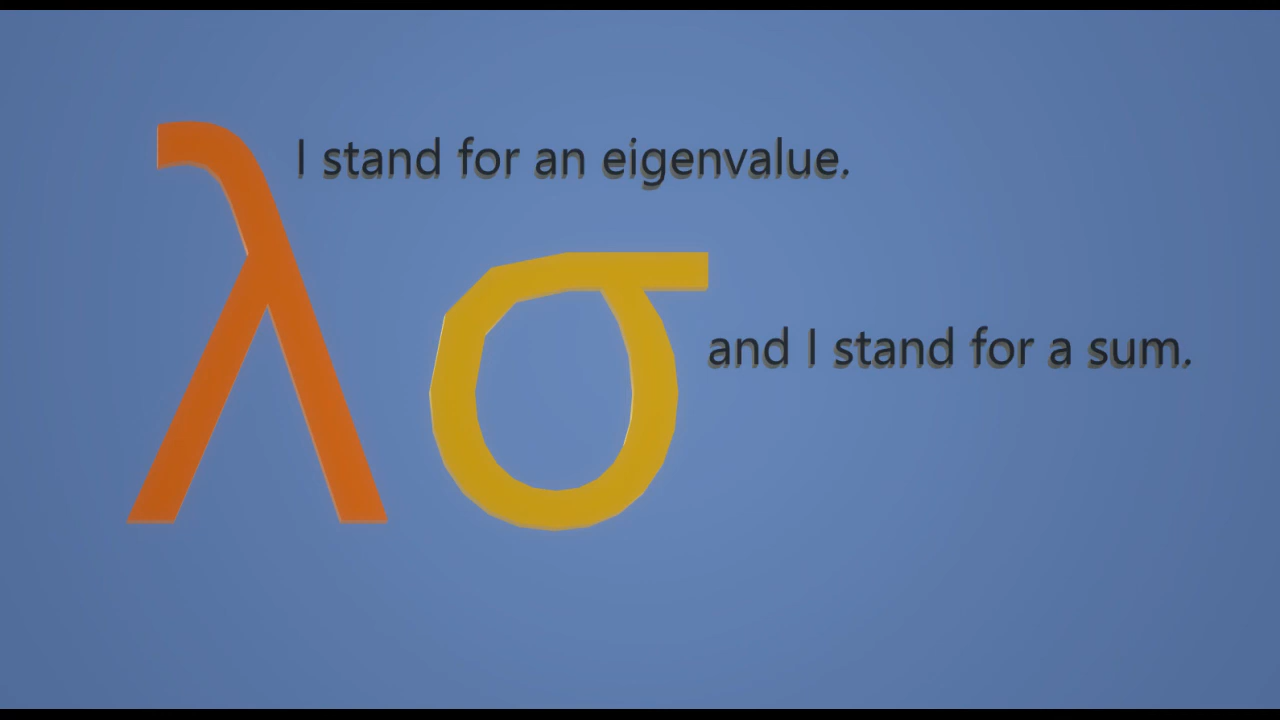 λ I stand for an eigenvalue.
σ and I stand for a sum.